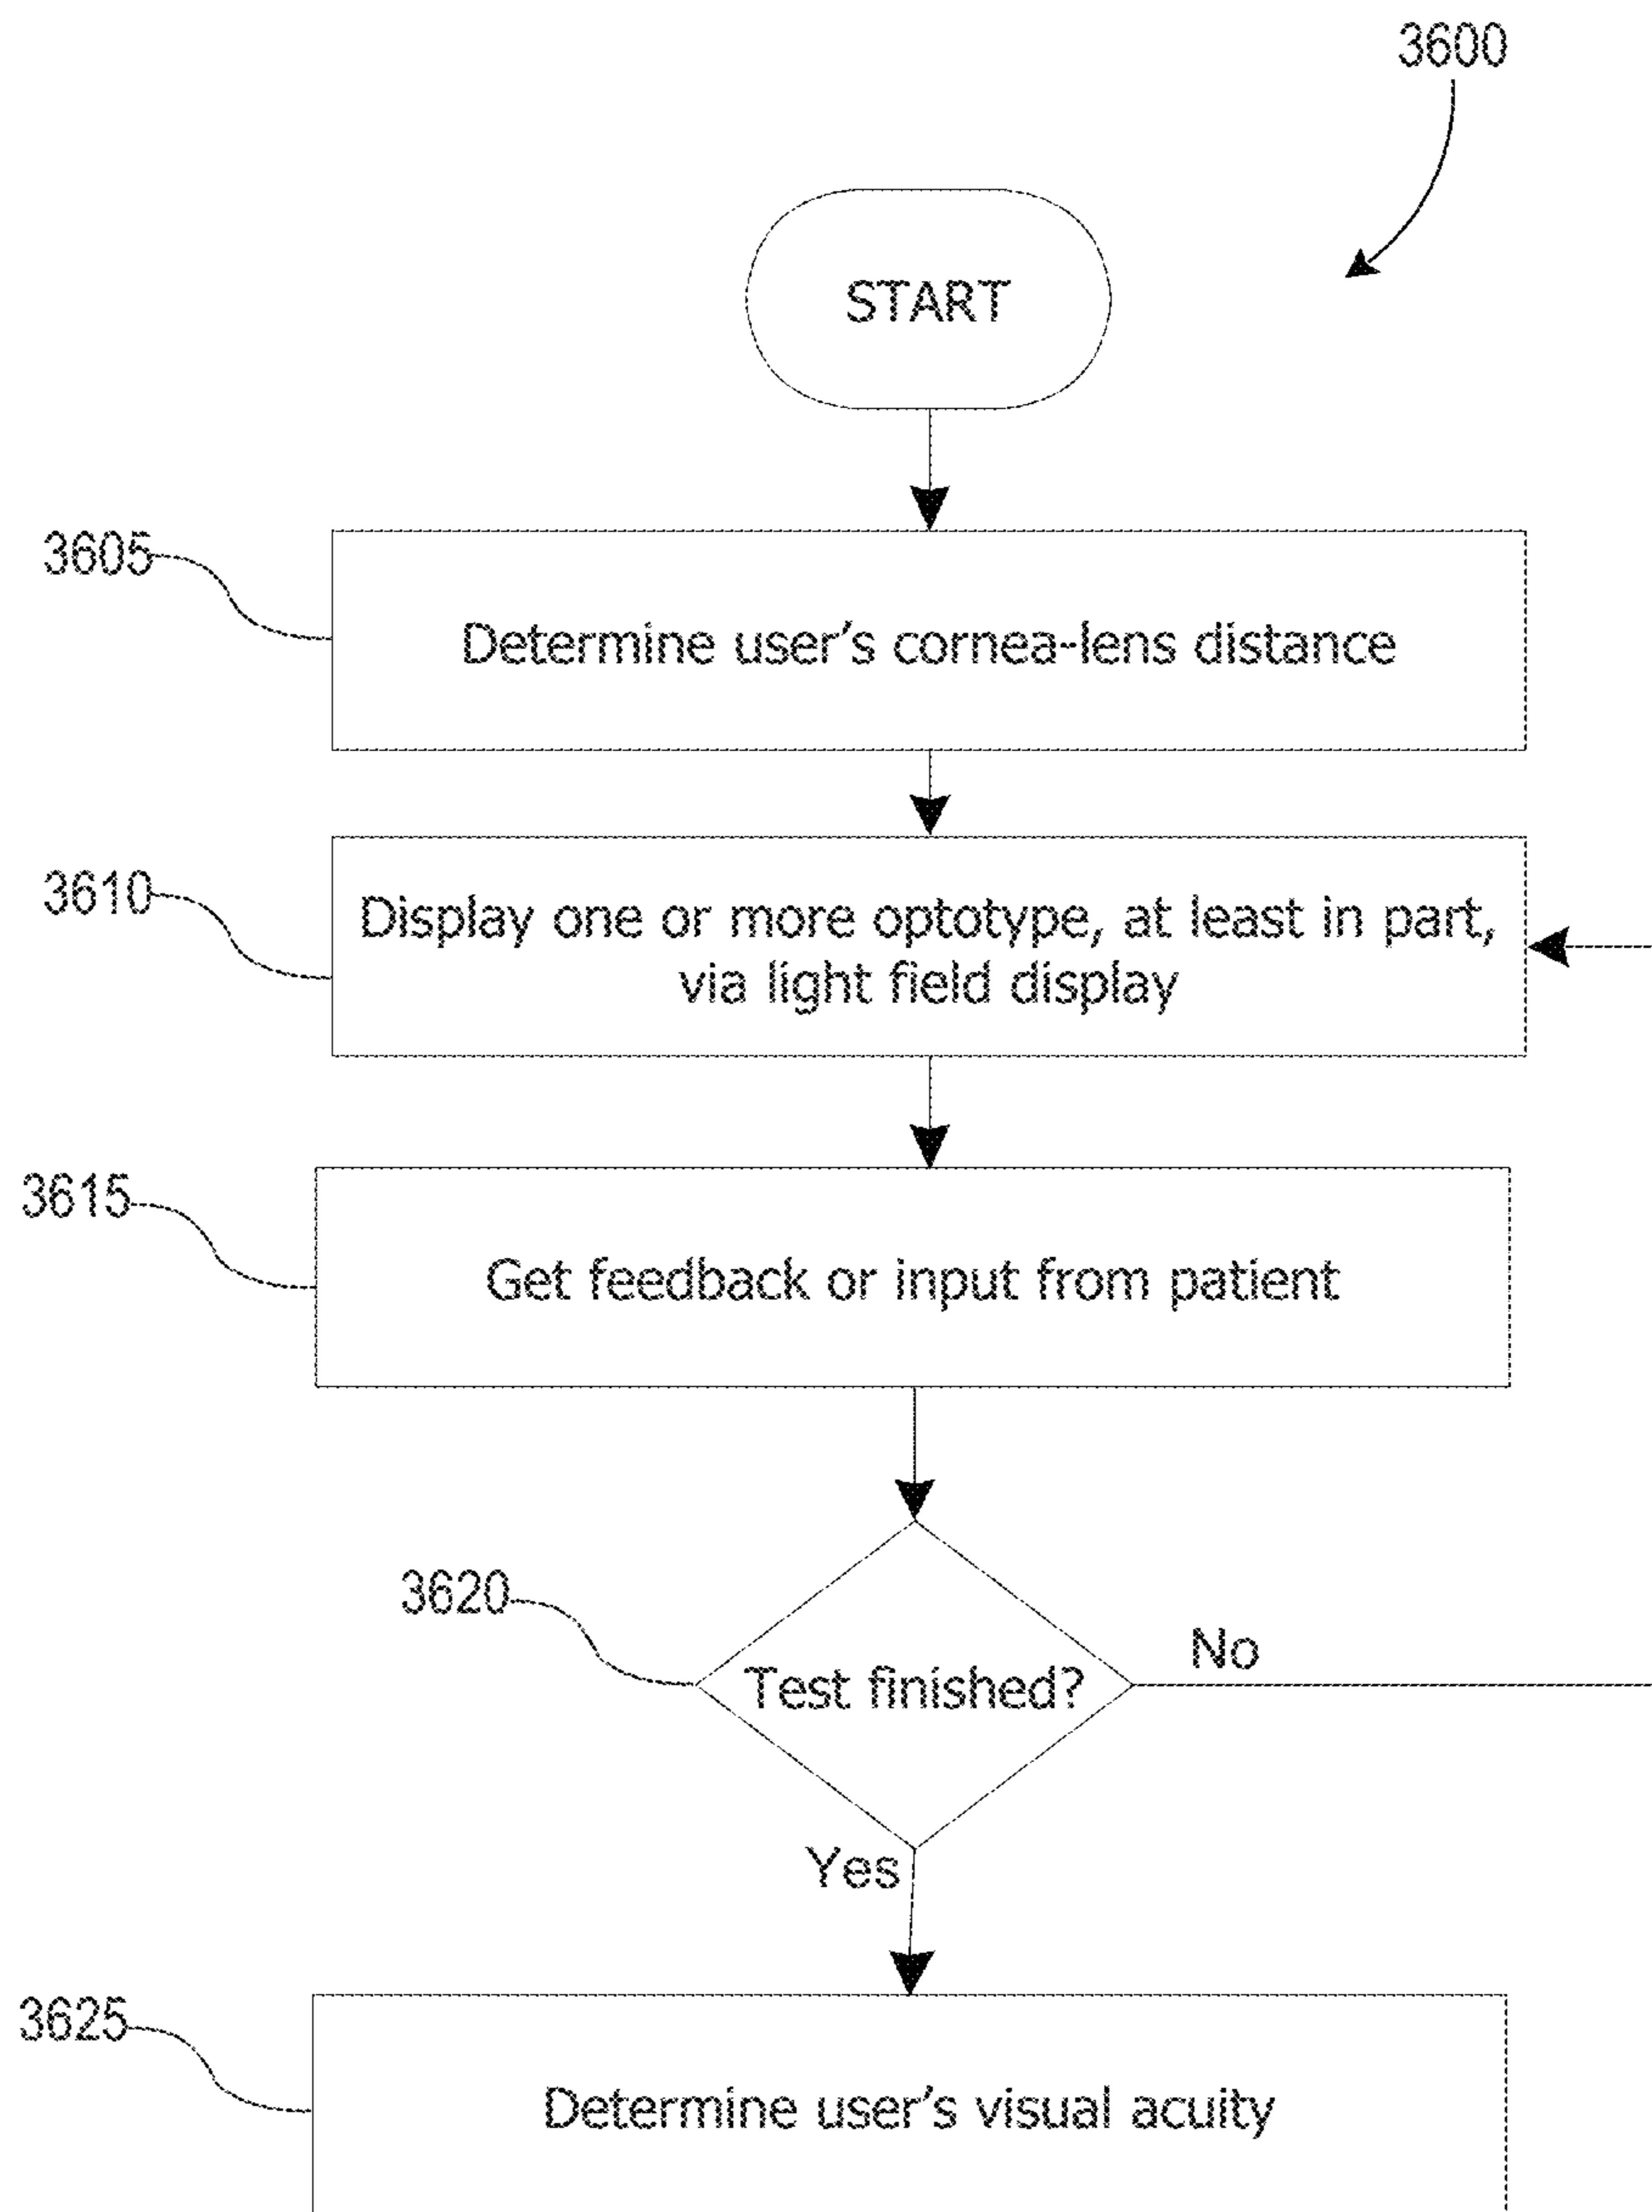 3600
START
3605
Determine user's cornea-lens distance
3610
Display one or more optotype, at least in part,
via light field display
3615
Get feedback or input from patient
3620
Test finished?
No
Yes
3625
Determine user's visual acuity